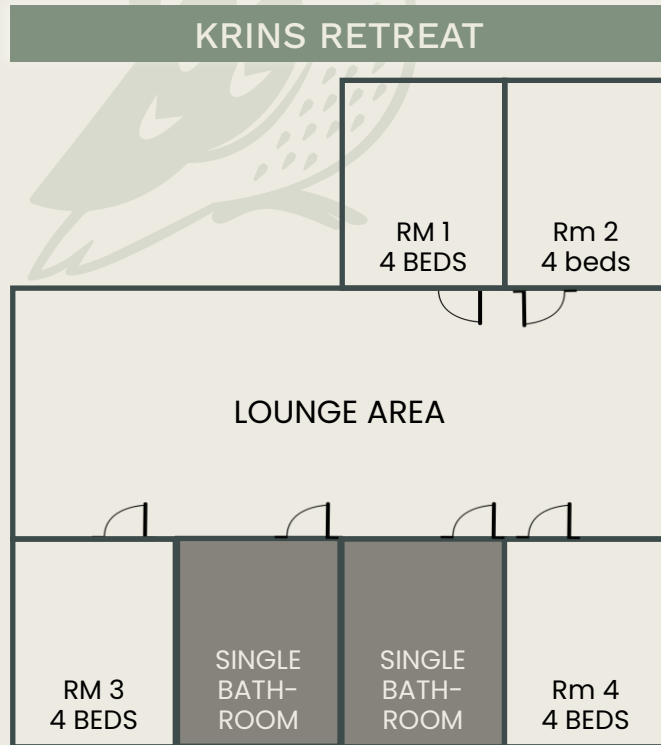 KRINS RETREAT
RM 1
4 BEDS
Rm 2
4 beds
LOUNGE AREA
RM 3
4 BEDS
SINGLE
BATH-
ROOM
SINGLE
BATH-
ROOM
Rm 4
4 BEDS